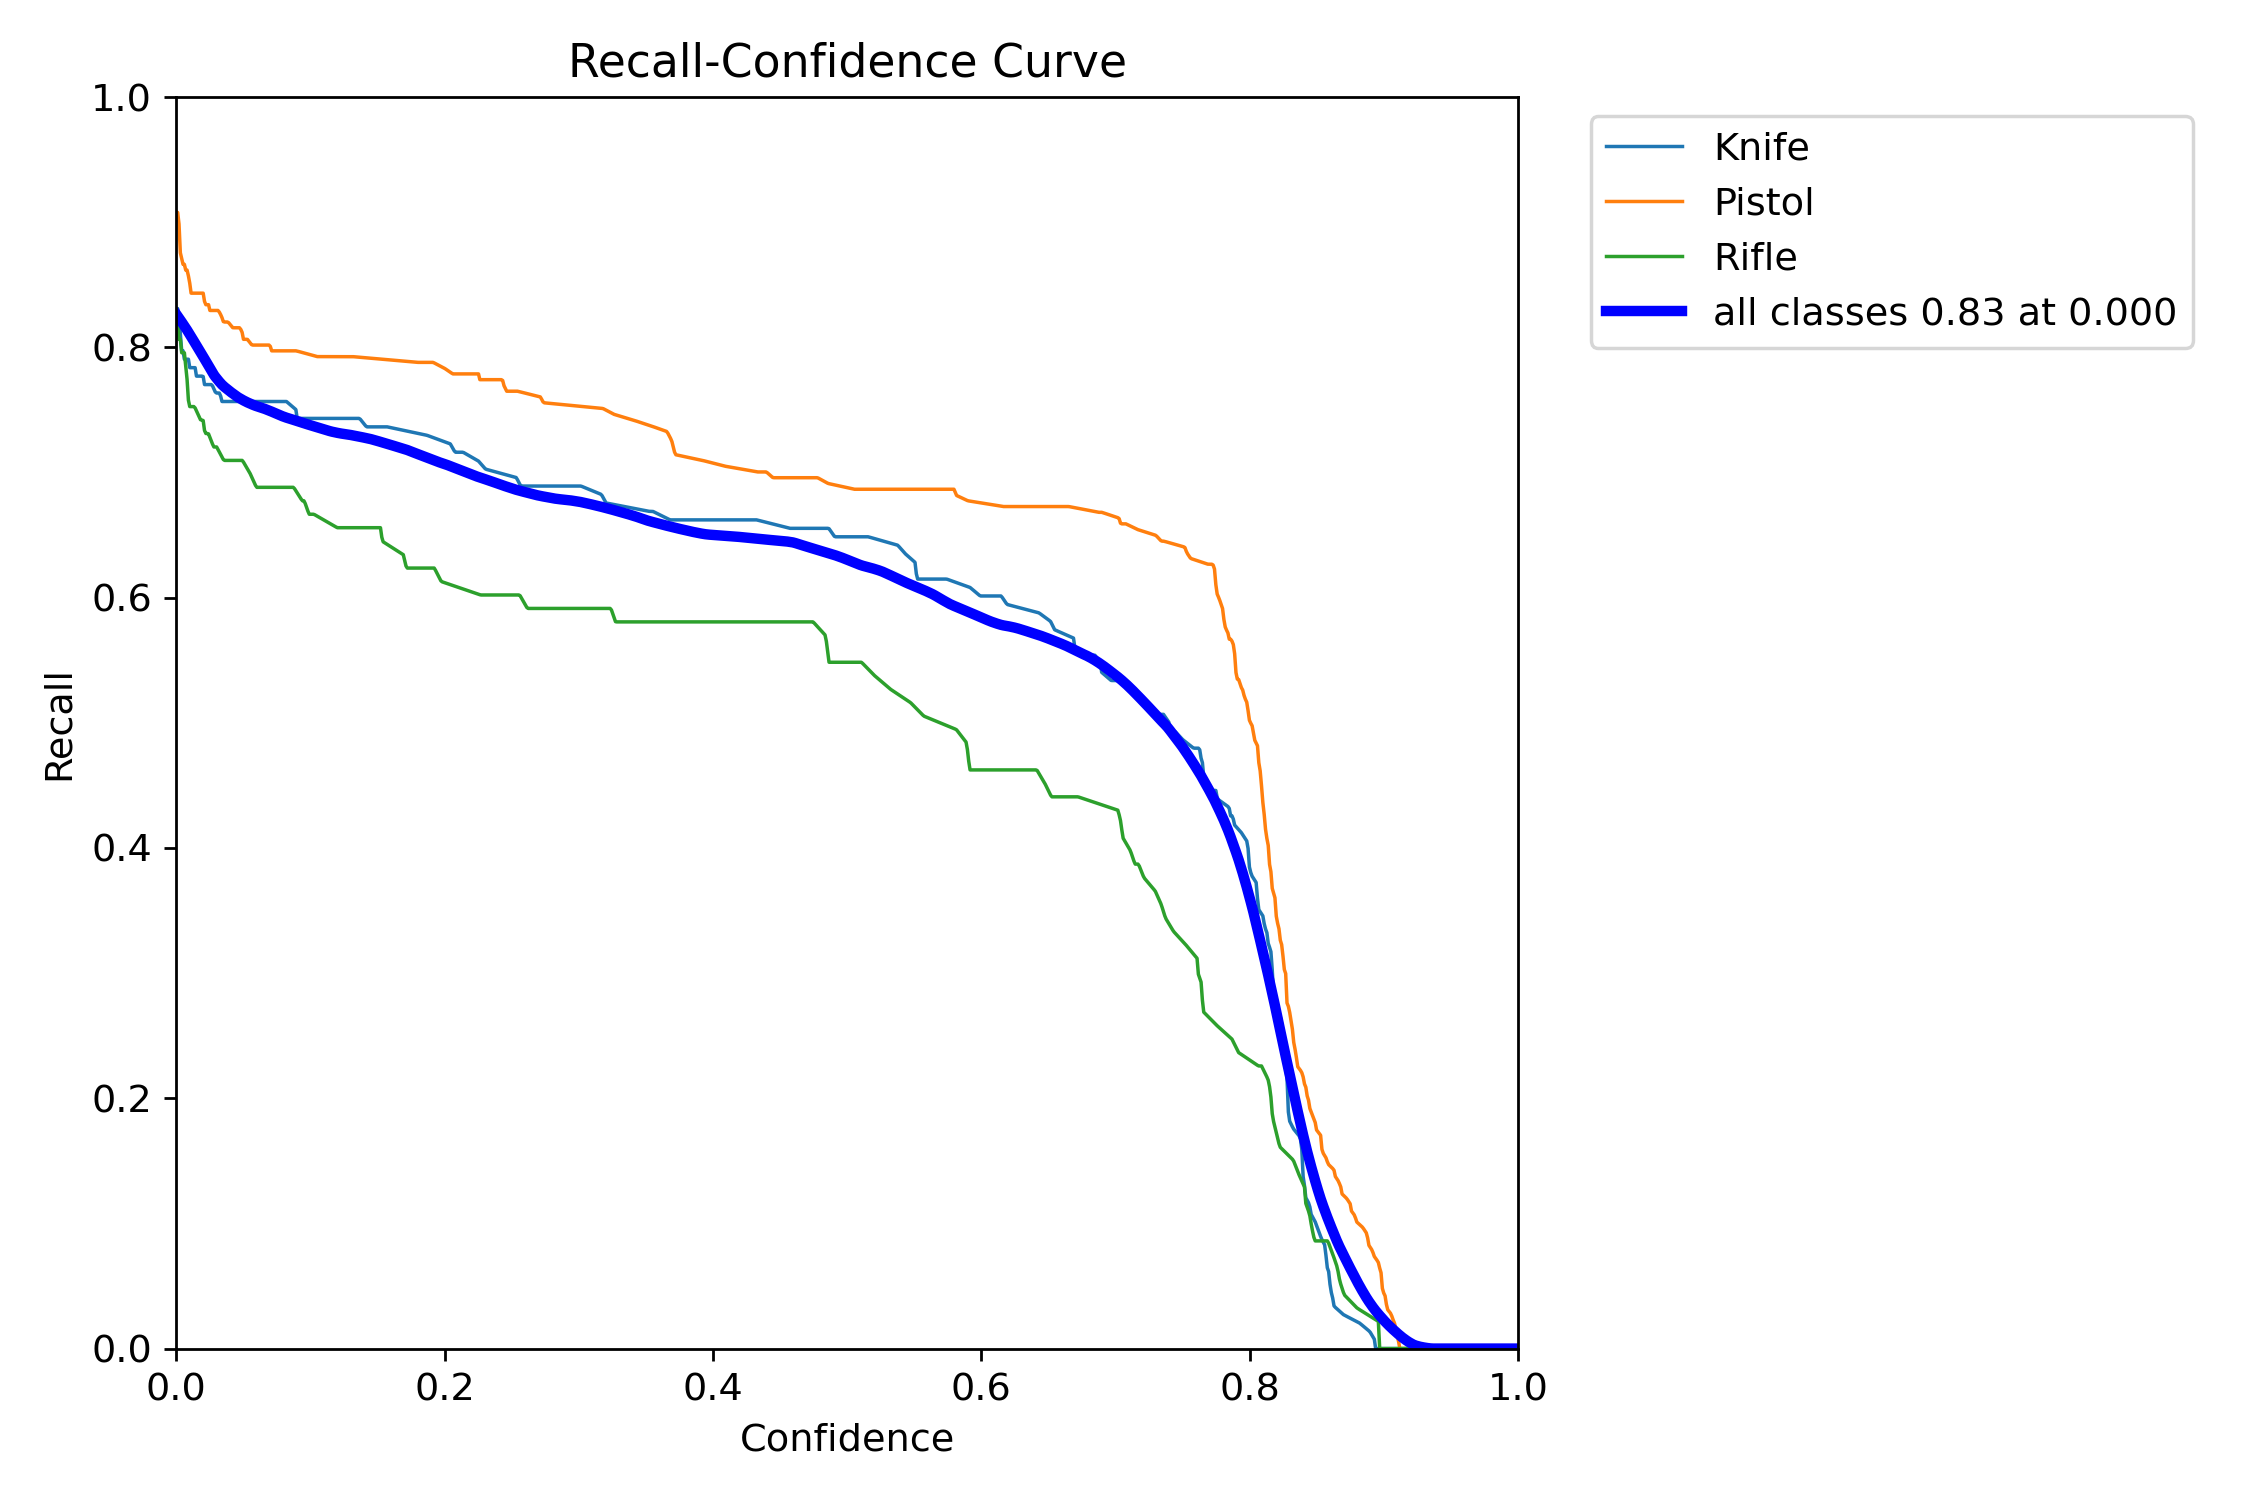 Recall-Confidence Curve
1.0
0.8
0.6
0.4
0.2
0.0
Recall
0.0 0.2 0.4 0.6 0.8 1.0
Confidence
Knife
Pistol
Rifle
all classes 0.83 at 0.000